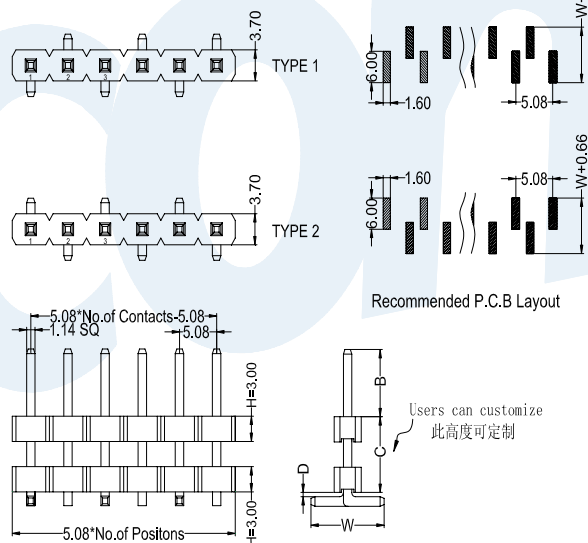 3.70
1 2 3
TYPE 1
6.00
1.60
5.08
W-
3.70
1 2 3
TYPE 2
6.00
1.60
5.08
W+0.66
Recommended P.C.B Layout
5.08*No.of Contacts-5.08
1.14 SQ
5.08
H=3.00
H=3.00
5.08*No.of Positons
B
C
D
W
Users can customize
此高度可定制